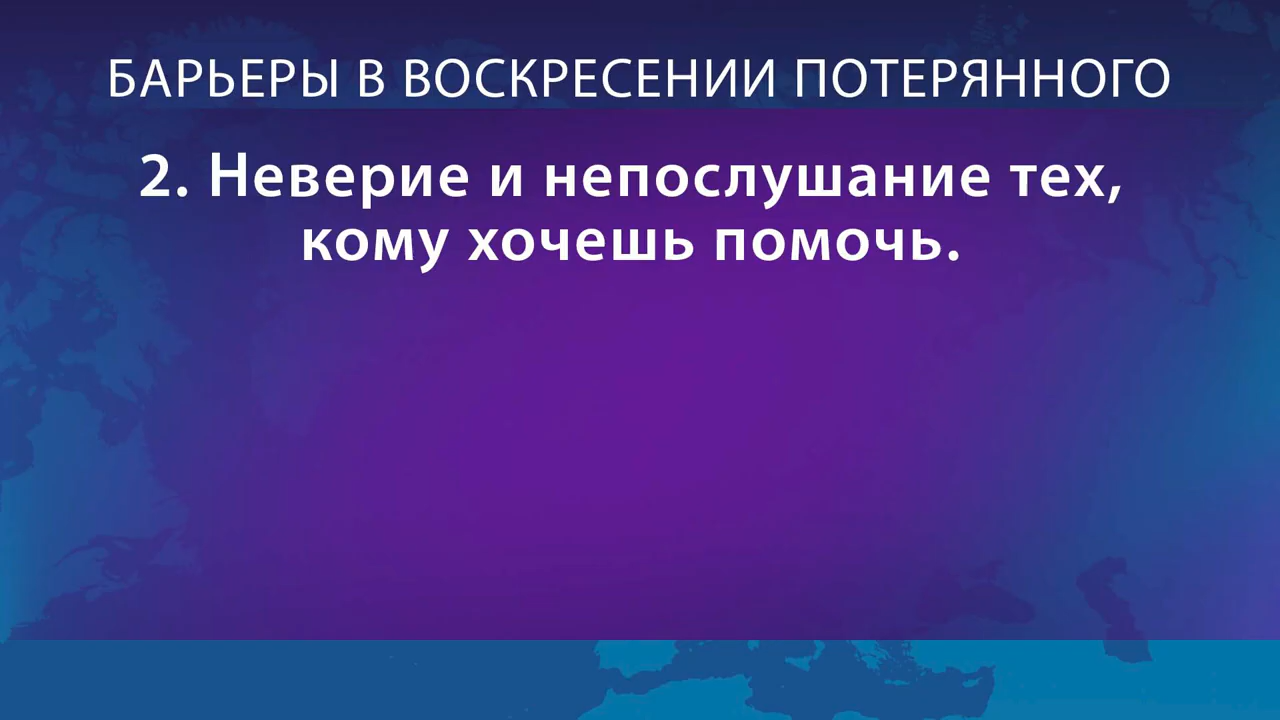 БАРЬЕРЫ В ВОСКРЕСЕНИИ ПОТЕРЯННОГО
2. Неверие и непослушание тех,
кому хочешь помочь.